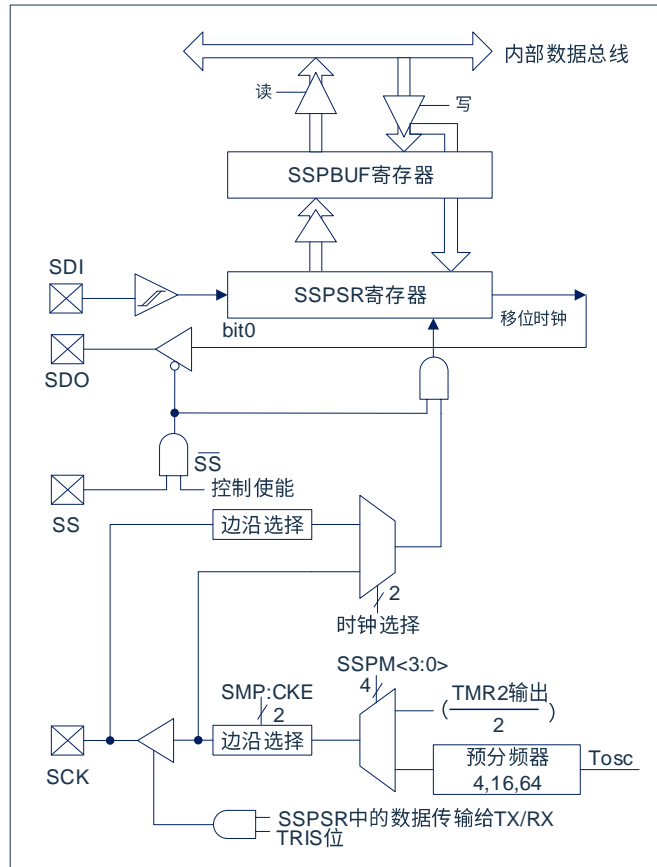 内部数据总线
读
写
SSPBUF寄存器
SDI
SSPSR寄存器
bit0
移位时钟
SDO
SS
控制使能
SS
边沿选择
2
时钟选择
SSPM<3:0>
4
SMP:CKE
2
(TMR2输出/2)
边沿选择
SCK
预分频器
4,16,64
Tosc
SSPSR中的数据传输给TX/RX
TRIS位